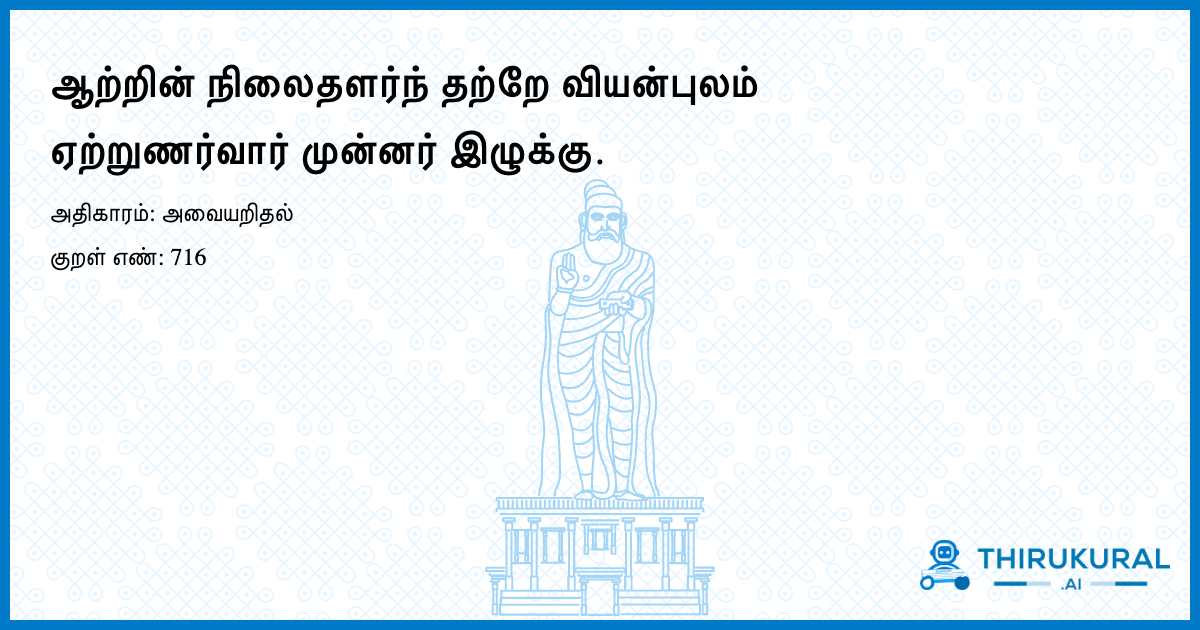 ஆற்றின் நிலைதளர்ந் தற்றே வியன்புலம்
ஏற்றுணர்வார் முன்னர் இழுக்கு.
அதிகாரம்: அவையறிதல்
குறள் எண்: 716
THIRUKURAL
.AI